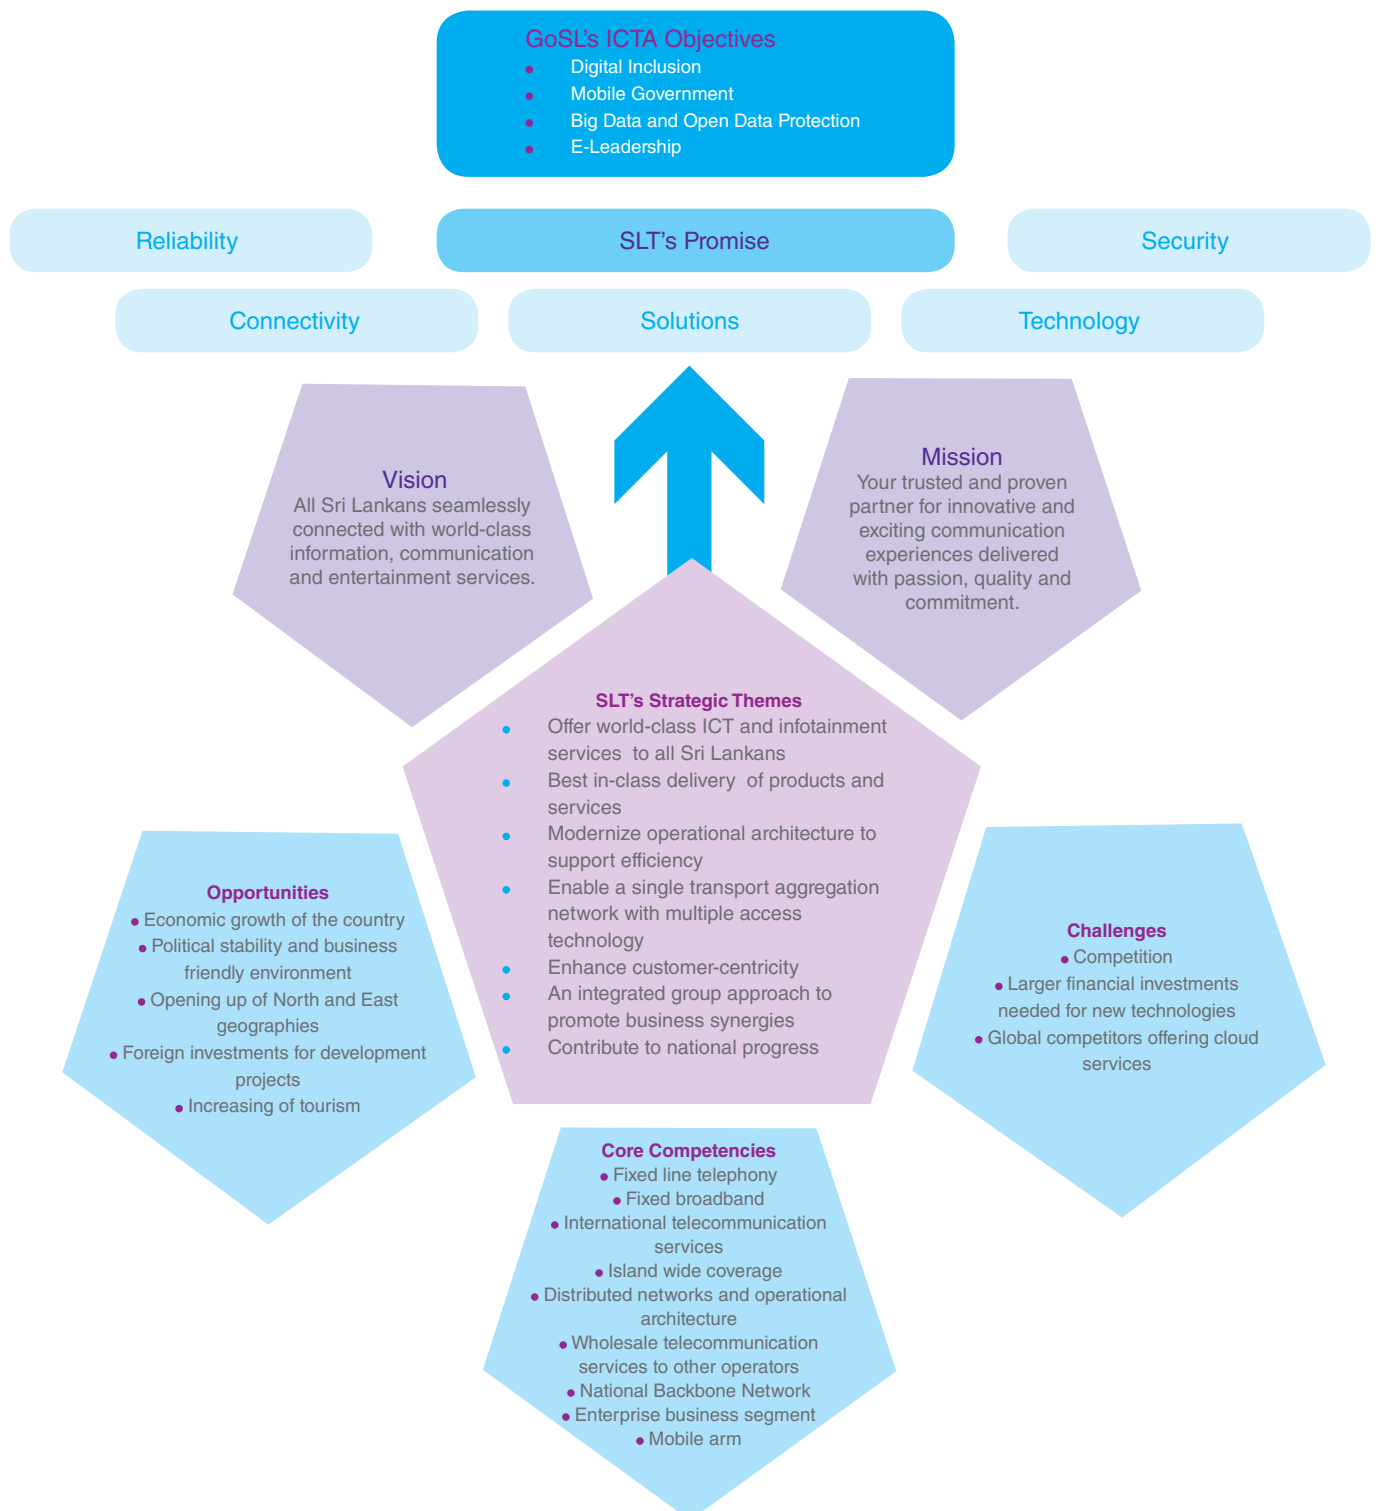 GoSL's ICTA Objectives
● Digital Inclusion
● Mobile Government
● Big Data and Open Data Protection
● E-Leadership
Reliability
SLT's Promise
Security
Connectivity
Solutions
Technology
Vision
All Sri Lankans seamlessly
connected with world-class
information, communication
and entertainment services.
Mission
Your trusted and proven
partner for innovative and
exciting communication
experiences delivered
with passion, quality and
commitment.
SLT's Strategic Themes
● Offer world-class ICT and infotainment
services to all Sri Lankans
● Best in-class delivery of products and
services
● Modernize operational architecture to
support efficiency
● Enable a single transport aggregation
network with multiple access
technology
● Enhance customer-centricity
● An integrated group approach to
promote business synergies
● Contribute to national progress
Opportunities
● Economic growth of the country
● Political stability and business
friendly environment
● Opening up of North and East
geographies
● Foreign investments for development
projects
● Increasing of tourism
Challenges
● Competition
● Larger financial investments
needed for new technologies
● Global competitors offering cloud
services
Core Competencies
● Fixed line telephony
● Fixed broadband
● International telecommunication
services
● Island wide coverage
● Distributed networks and operational
architecture
● Wholesale telecommunication
services to other operators
● National Backbone Network
● Enterprise business segment
● Mobile arm